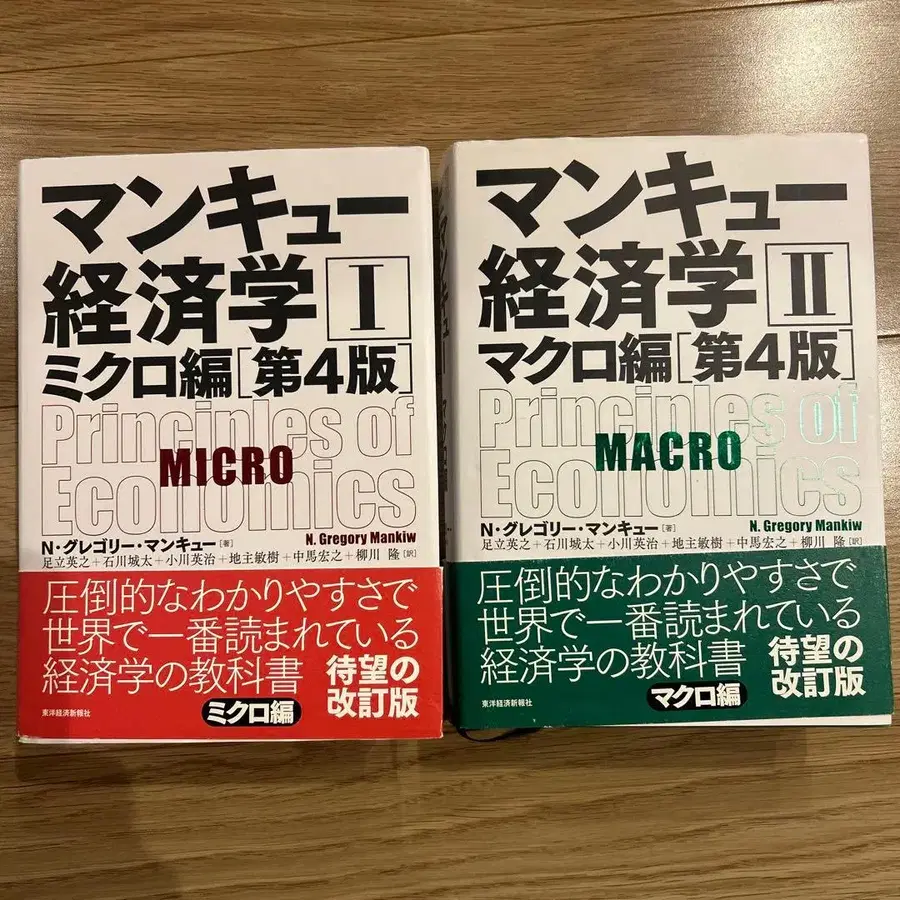 マンキュー
経済学 I
ミクロ編[第4版]
Principles of
Economics
MICRO
N. Gregory Mankiw
N・グレゴリー・マンキュー[著]
足立英之+石川城太+小川英治+地主敏樹+中馬宏之+柳川 隆[訳]
圧倒的なわかりやすさで
世界で一番読まれている
経済学の教科書
待望の
改訂版
ミクロ編
東洋経済新報社
マンキュー
経済学 II
マクロ編[第4版]
Principles of
Economics
MACRO
N. Gregory Mankiw
N・グレゴリー・マンキュー[著]
足立英之+石川城太+小川英治+地主敏樹+中馬宏之+柳川 隆[訳]
圧倒的なわかりやすさで
世界で一番読まれている
経済学の教科書
待望の
改訂版
マクロ編
東洋経済新報社